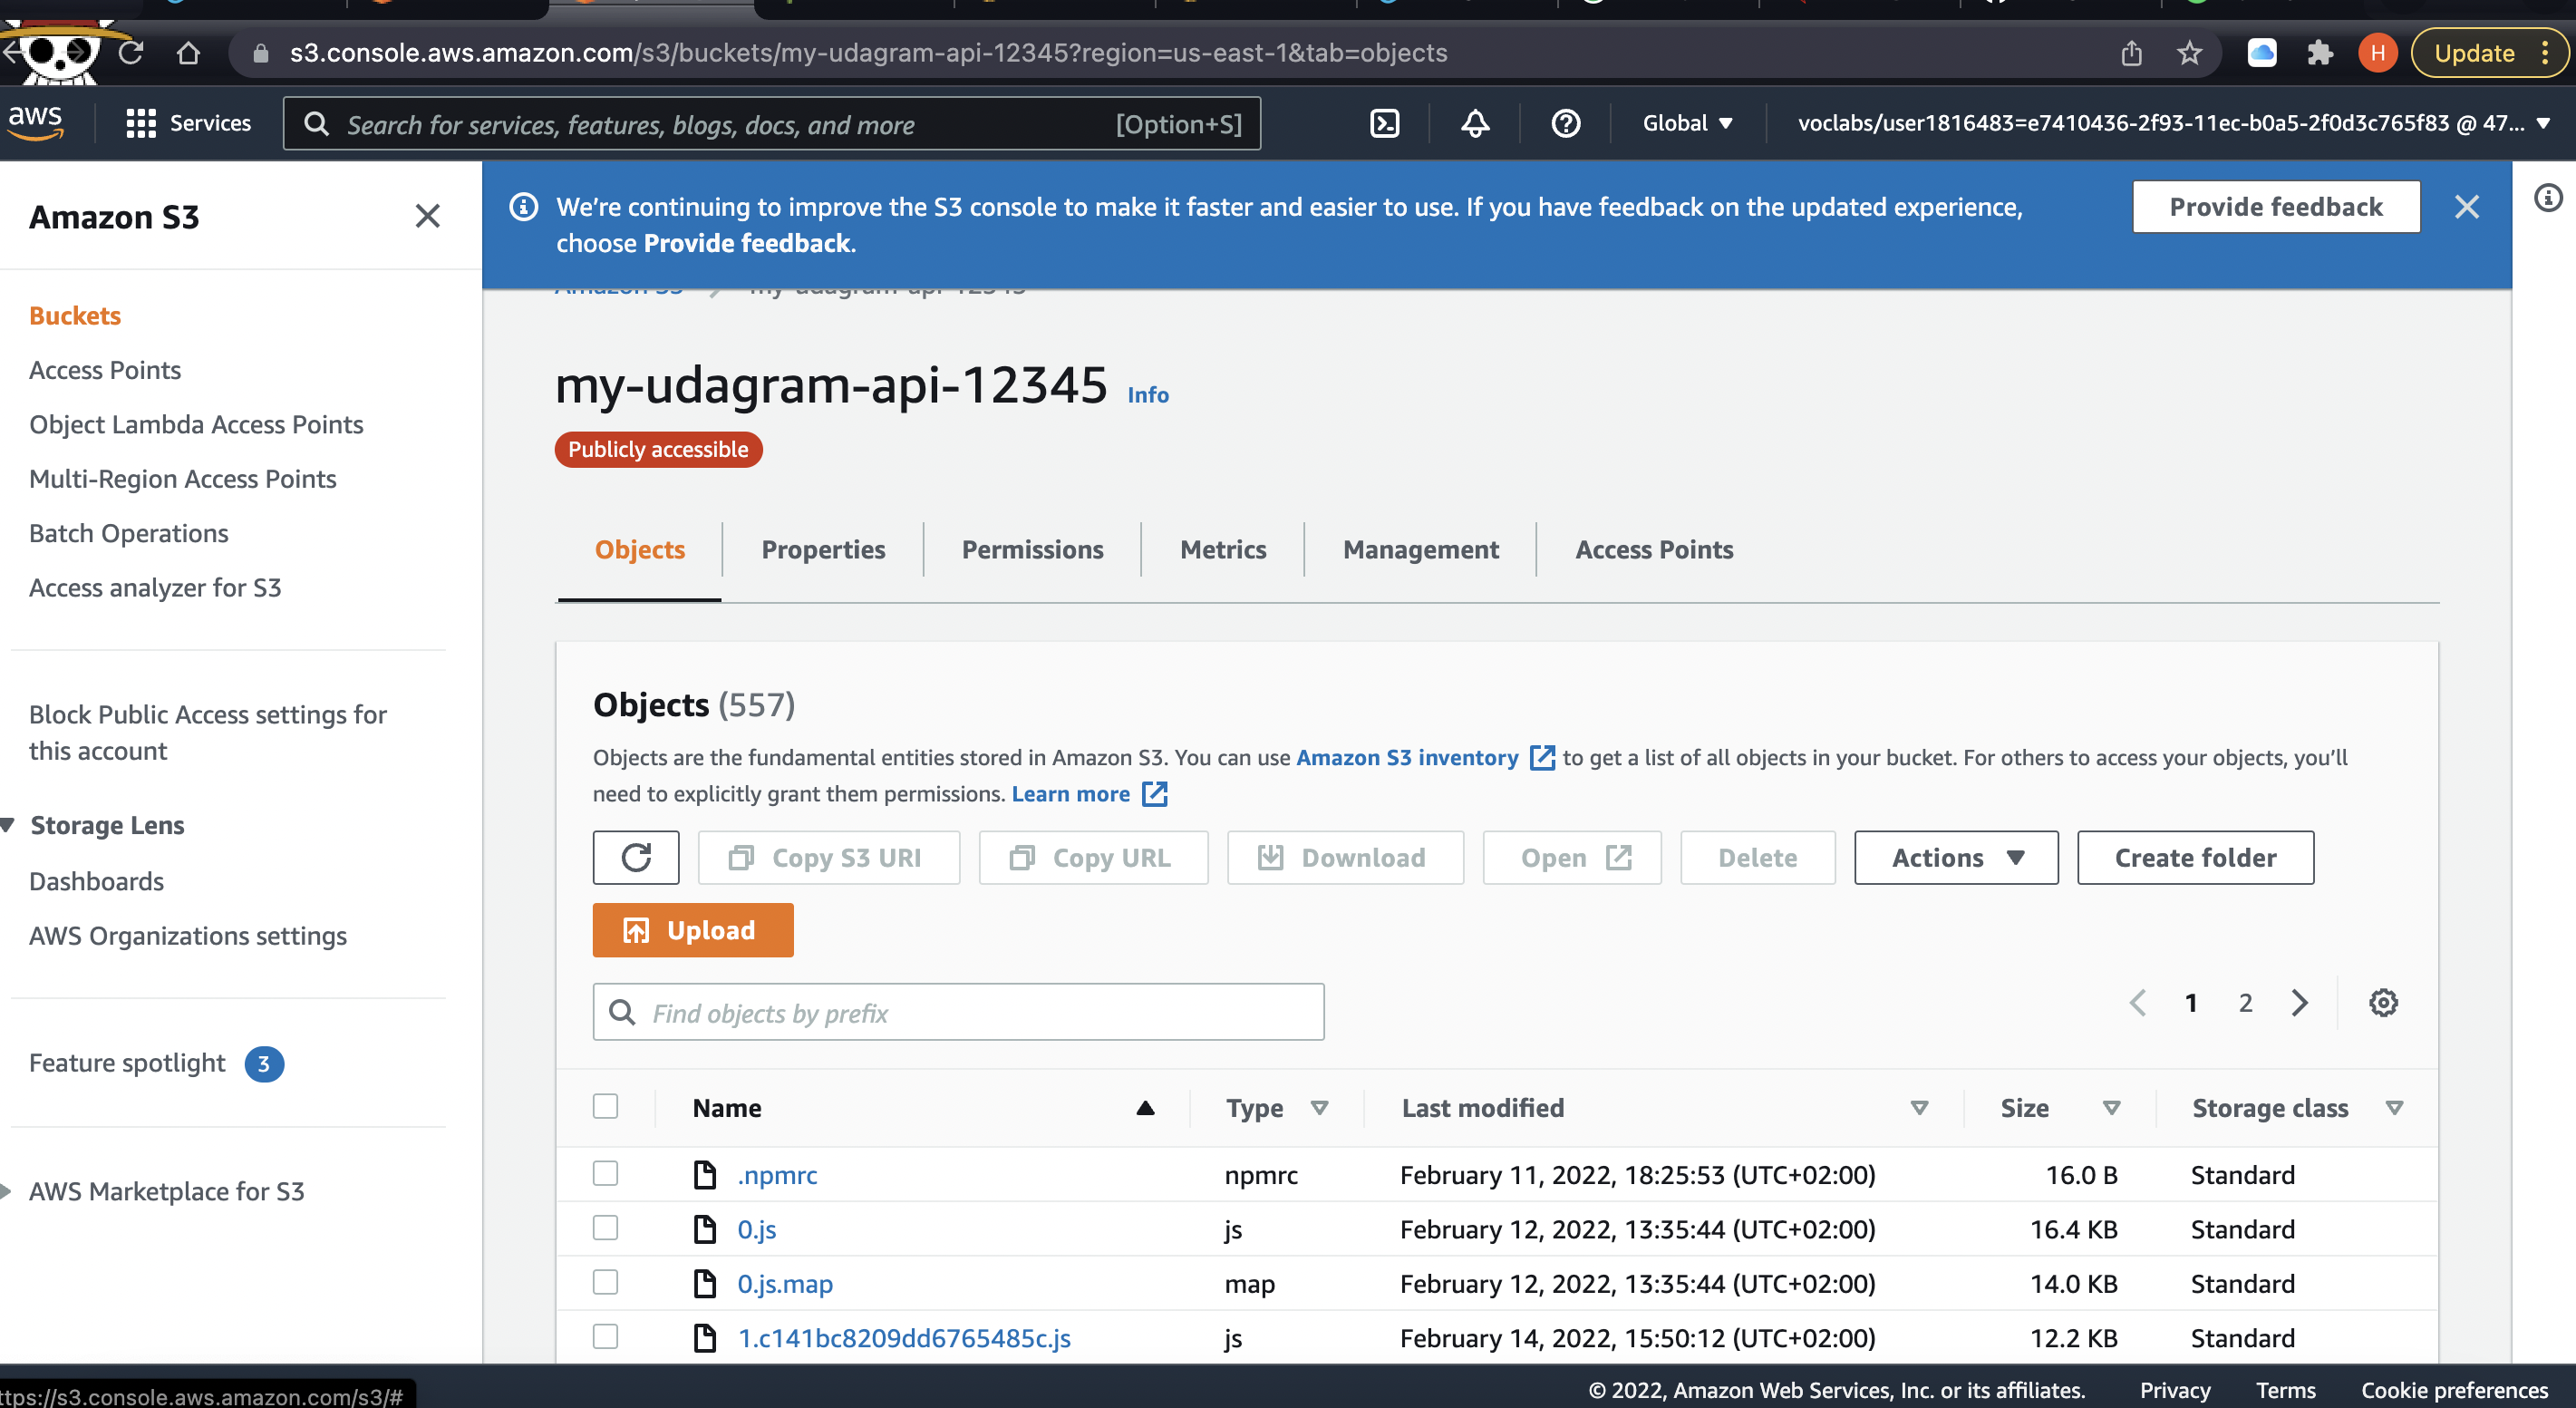 s3.console.aws.amazon.com/s3/buckets/my-udagram-api-12345?region=us-east-1&tab=objects
H
Update
aws
Services
Search for services, features, blogs, docs, and more
[Option+S]
Global
voclabs/user1816483=e7410436-2f93-11ec-b0a5-2f0d3c765f83 @ 47...
Amazon S3
Buckets
Access Points
Object Lambda Access Points
Multi-Region Access Points
Batch Operations
Access analyzer for S3
Block Public Access settings for
this account
Storage Lens
Dashboards
AWS Organizations settings
Feature spotlight 3
AWS Marketplace for S3
We’re continuing to improve the S3 console to make it faster and easier to use. If you have feedback on the updated experience,
choose Provide feedback.
Provide feedback
Amazon S3 my-udagram-api-12345
my-udagram-api-12345 Info
Publicly accessible
Objects Properties Permissions Metrics Management Access Points
Objects (557)
Objects are the fundamental entities stored in Amazon S3. You can use Amazon S3 inventory to get a list of all objects in your bucket. For others to access your objects, you’ll
need to explicitly grant them permissions. Learn more
Copy S3 URI Copy URL Download Open Delete Actions Create folder
Upload
Find objects by prefix
1 2
Name Type Last modified Size Storage class
.npmrc npmrc February 11, 2022, 18:25:53 (UTC+02:00) 16.0 B Standard
0.js js February 12, 2022, 13:35:44 (UTC+02:00) 16.4 KB Standard
0.js.map map February 12, 2022, 13:35:44 (UTC+02:00) 14.0 KB Standard
1.c141bc8209dd6765485c.js js February 14, 2022, 15:50:12 (UTC+02:00) 12.2 KB Standard
ttps://s3.console.aws.amazon.com/s3/#
© 2022, Amazon Web Services, Inc. or its affiliates. Privacy Terms Cookie preferences